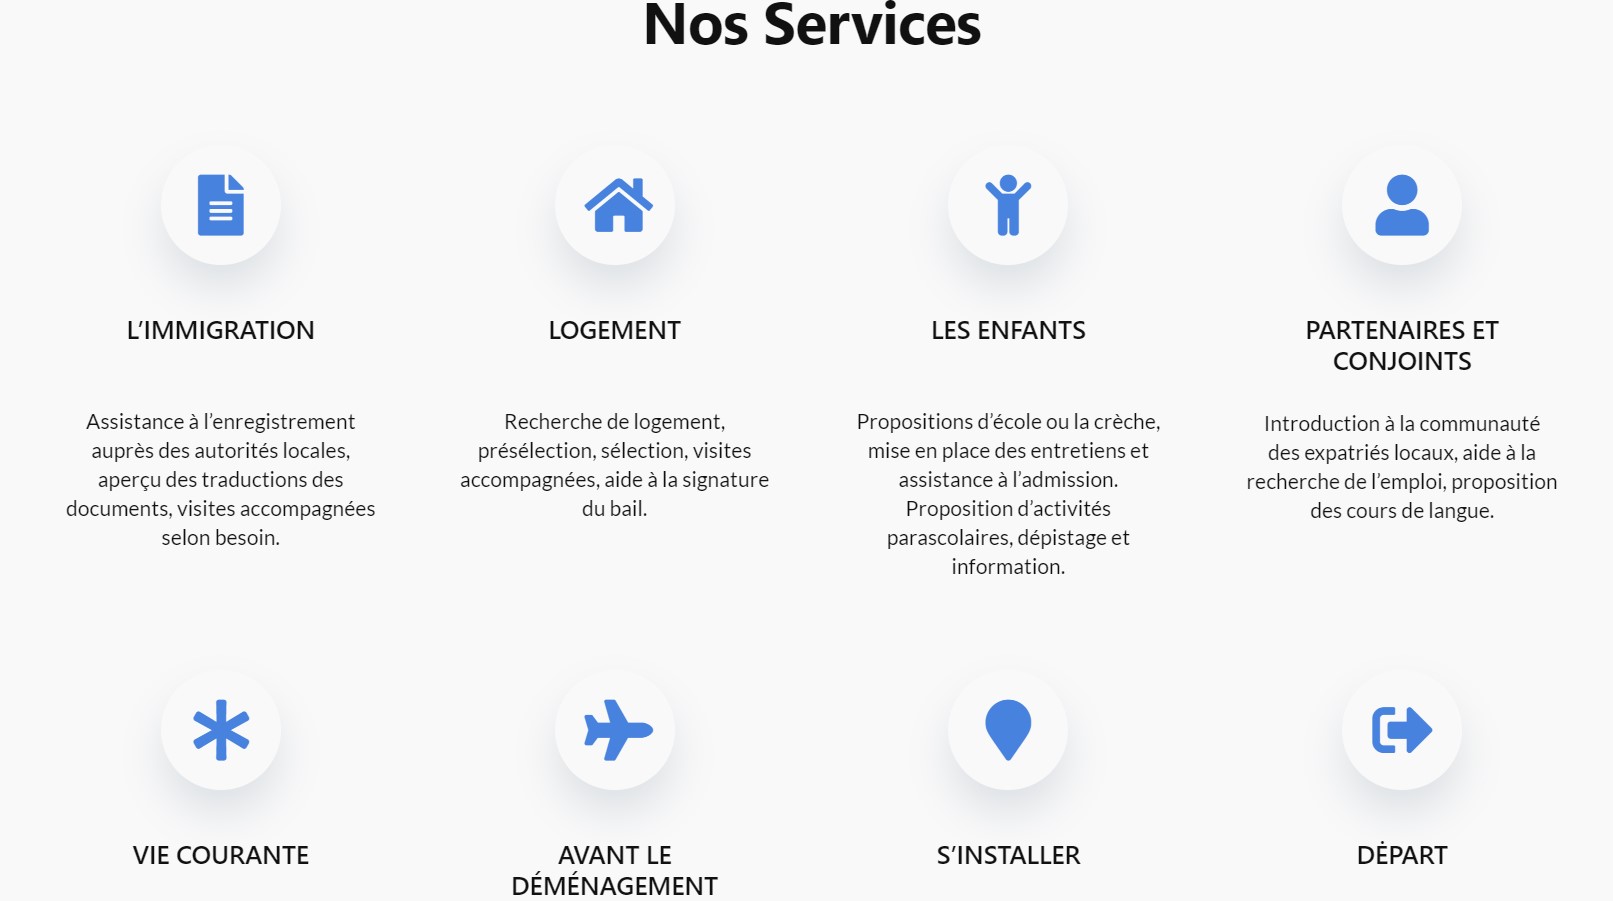 Nos Services
L’IMMIGRATION
Assistance à l’enregistrement
auprès des autorités locales,
aperçu des traductions des
documents, visites accompagnées
selon besoin.
LOGEMENT
Recherche de logement,
présélection, sélection, visites
accompagnées, aide à la signature
du bail.
LES ENFANTS
Propositions d’école ou la crèche,
mise en place des entretiens et
assistance à l’admission.
Proposition d’activités
parascolaires, dépistage et
information.
PARTENAIRES ET
CONJOINTS
Introduction à la communauté
des expatriés locaux, aide à la
recherche de l’emploi, proposition
des cours de langue.
VIE COURANTE
AVANT LE
DÉMÉNAGEMENT
S’INSTALLER
DĖPART